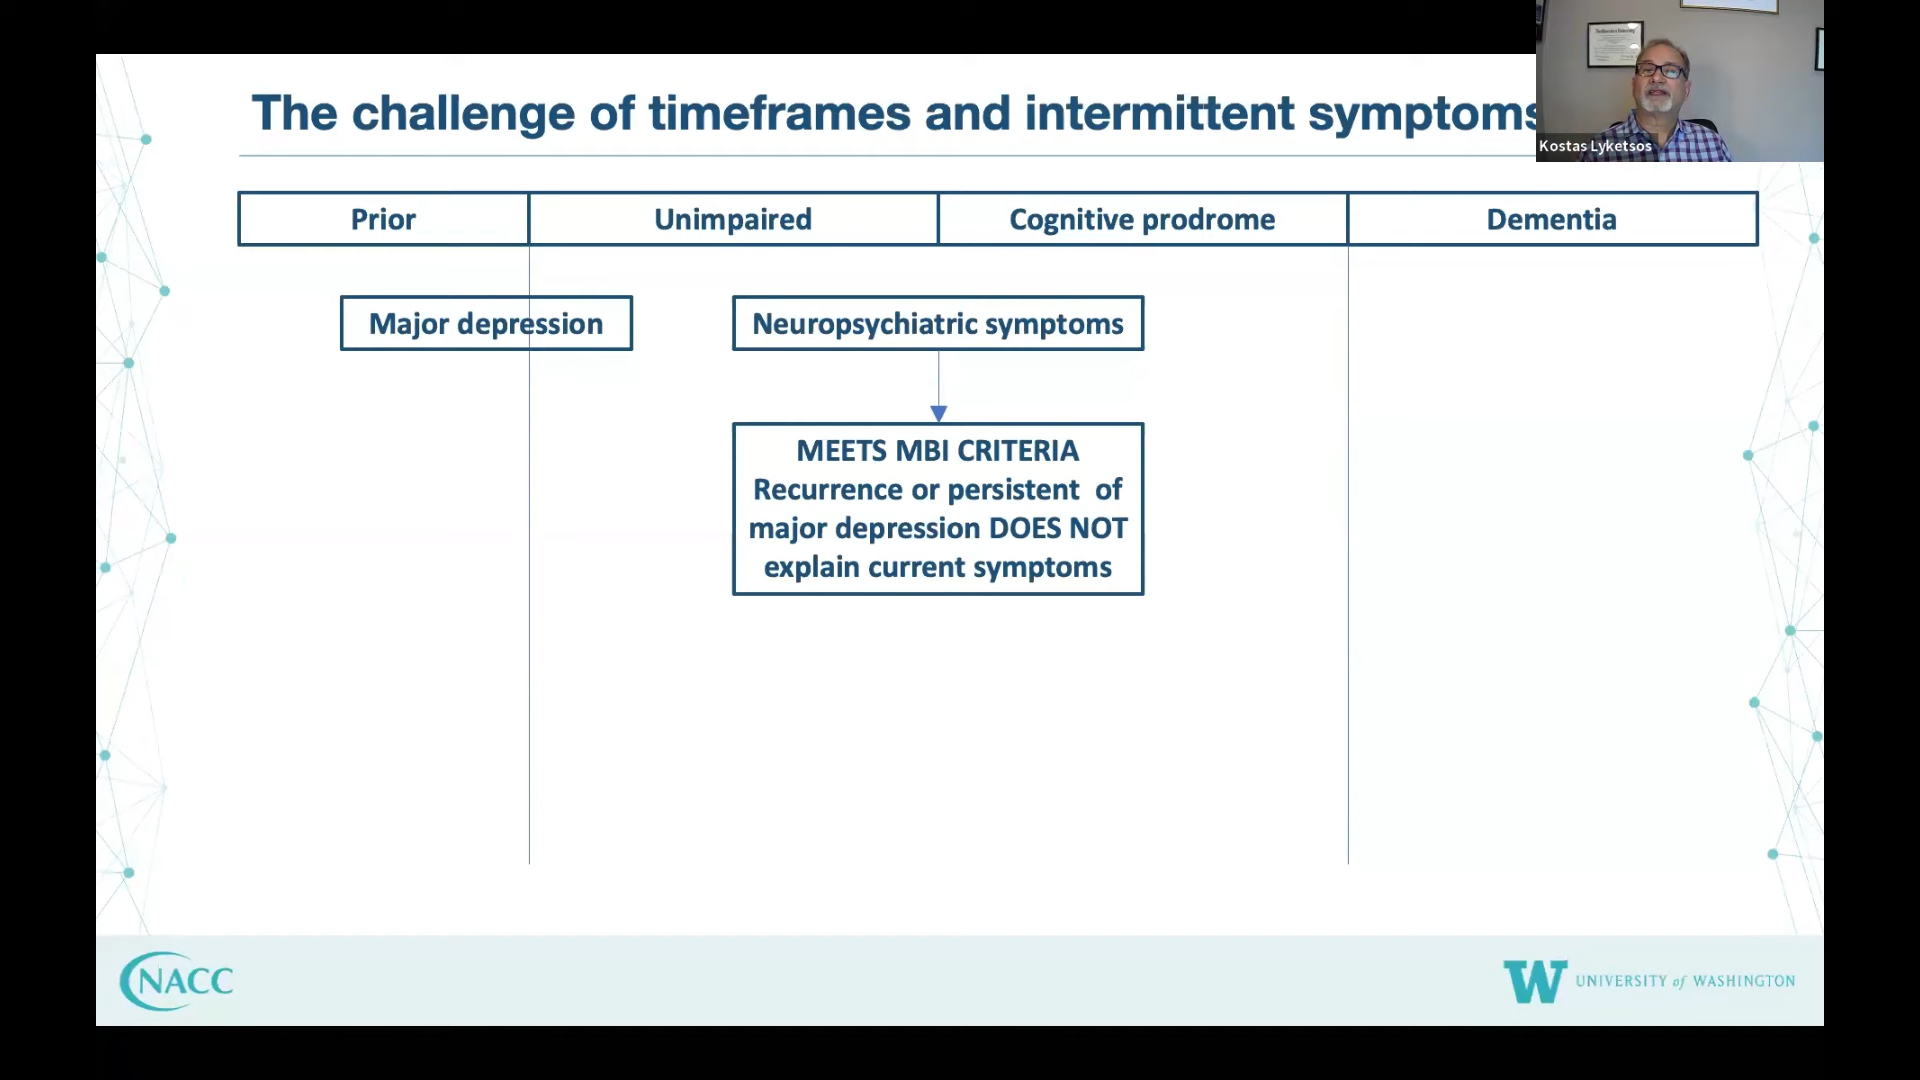 The challenge of timeframes and intermittent symptoms
Kostas Lyketsos
Prior
Unimpaired
Cognitive prodrome
Dementia
Major depression
Neuropsychiatric symptoms
MEETS MBI CRITERIA
Recurrence or persistent of
major depression DOES NOT
explain current symptoms
NACC
W UNIVERSITY of WASHINGTON